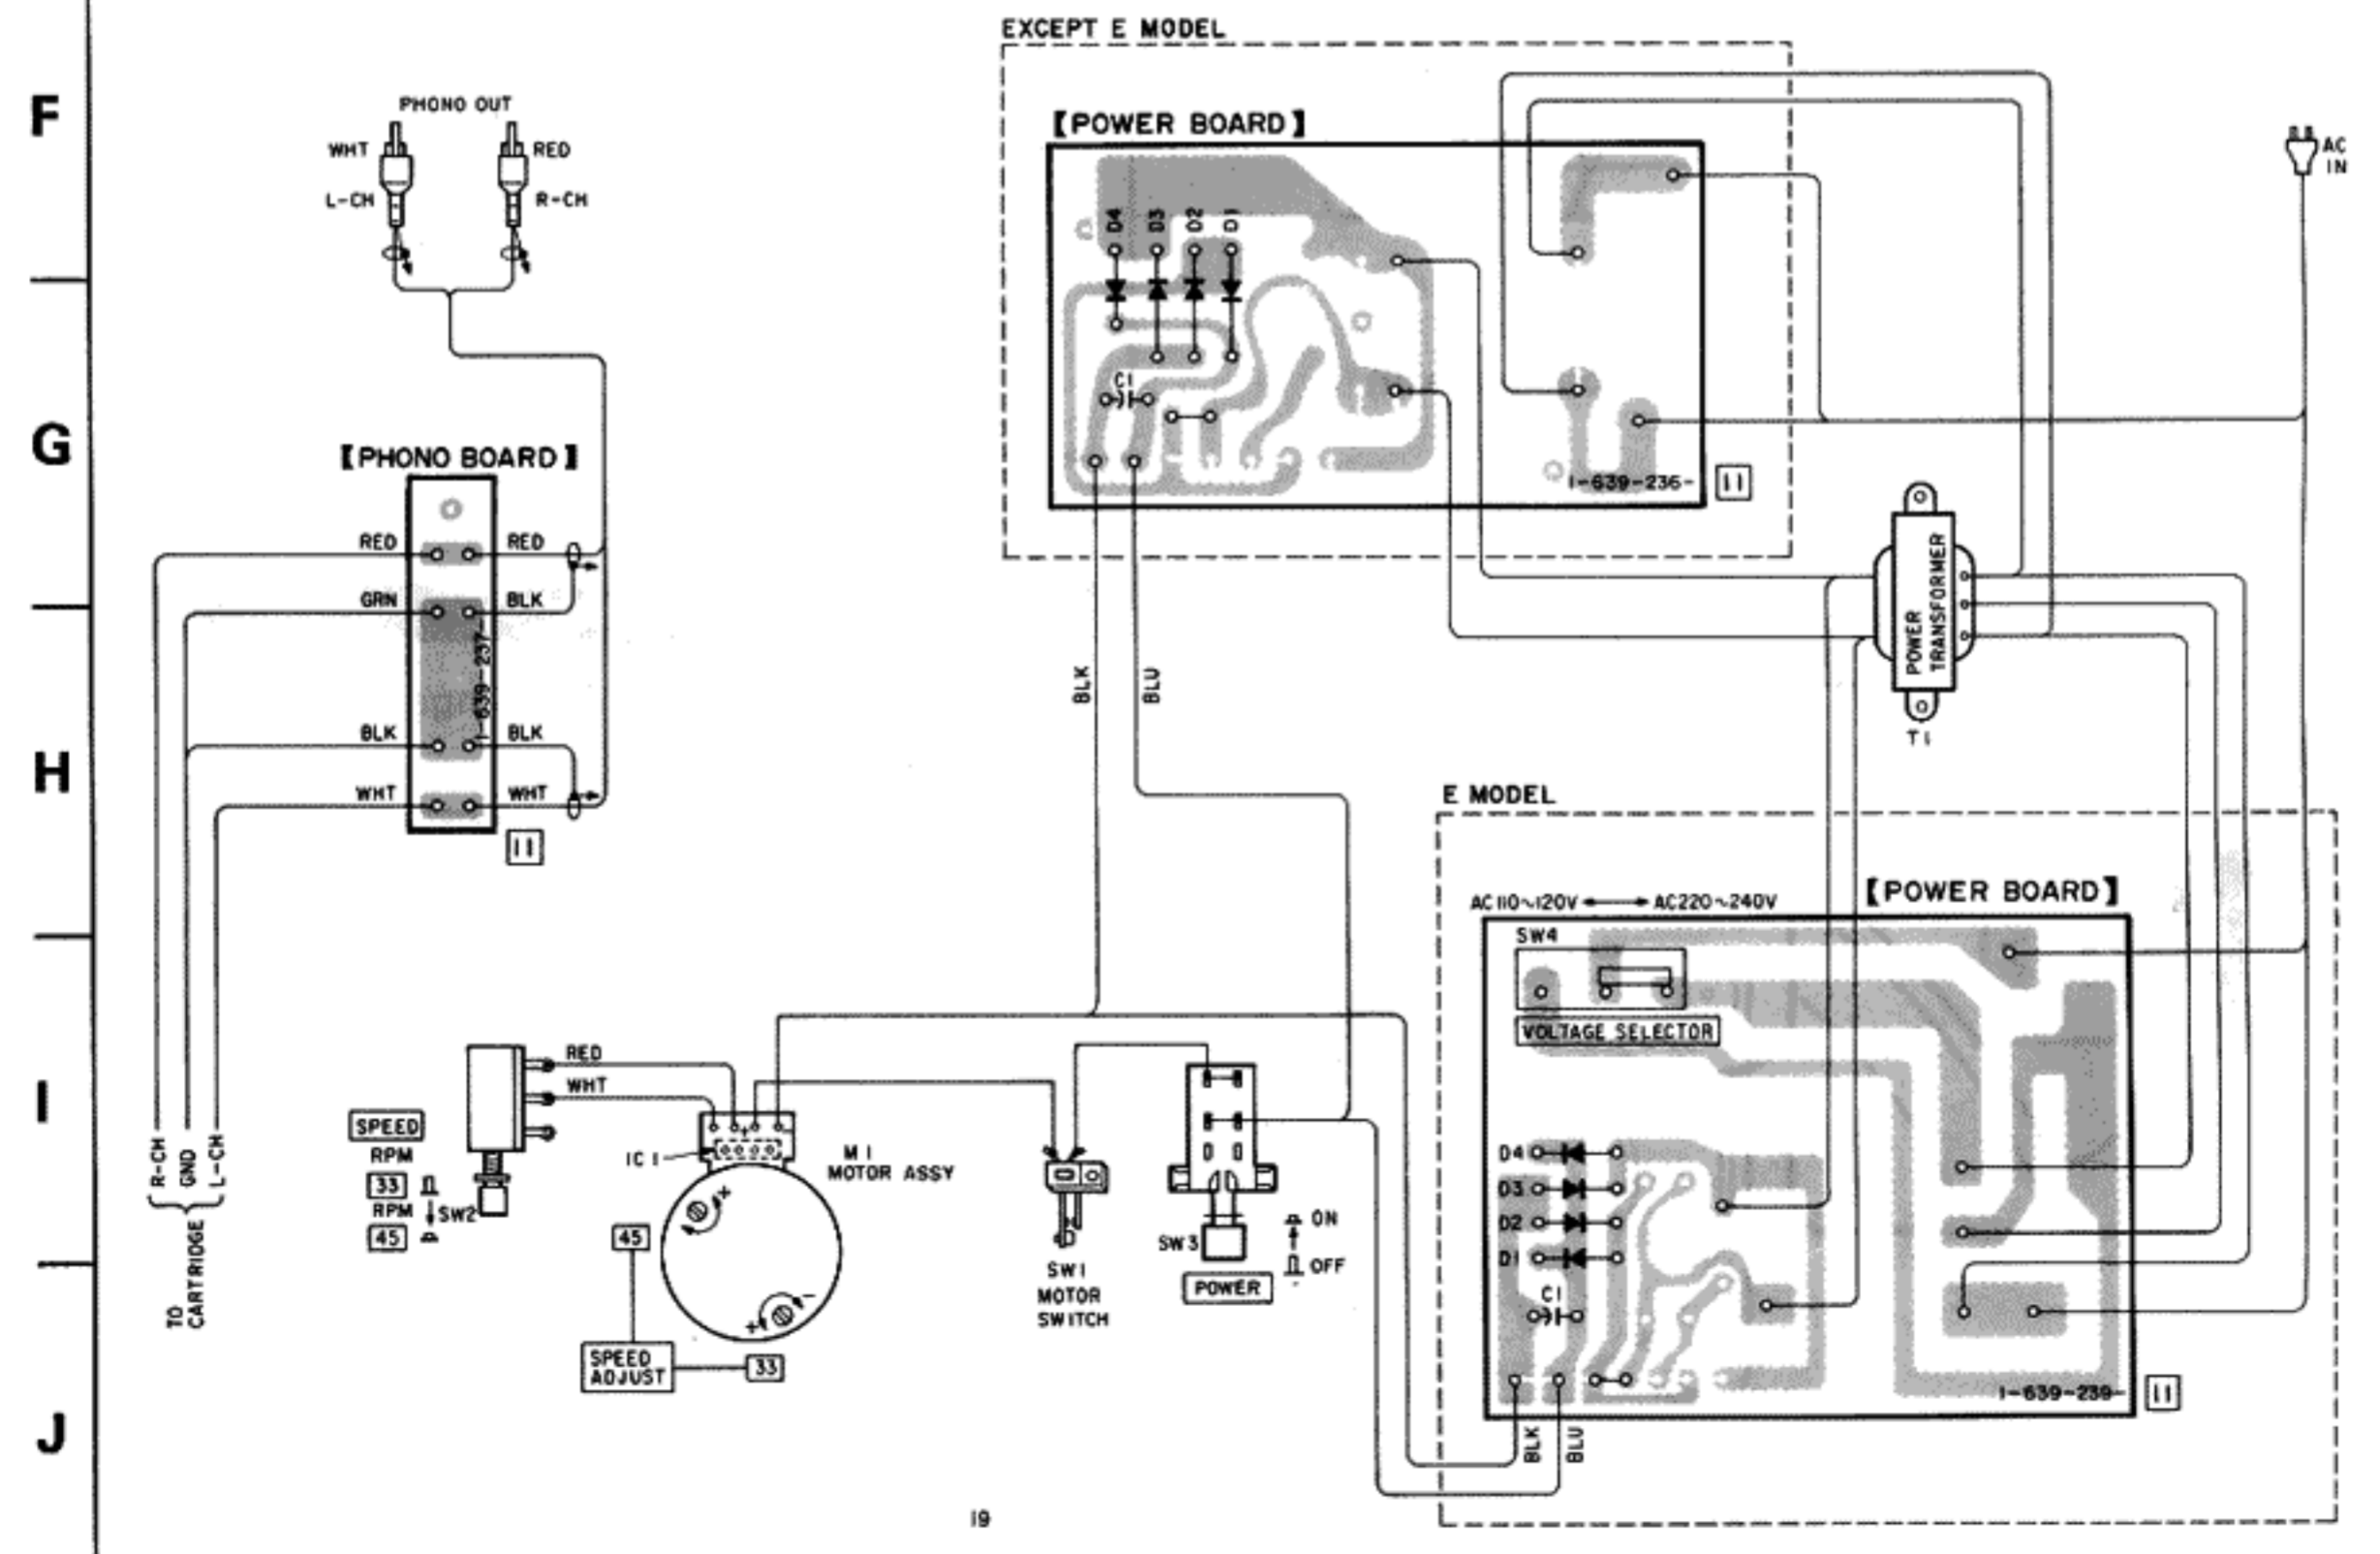 F
G
H
I
J
PHONO OUT
WHT
RED
L-CH
R-CH
【PHONO BOARD】
RED
RED
GRN
BLK
1-639-237-
BLK
BLK
WHT
WHT
11
R-CH
GND
L-CH
TO
CARTRIDGE
EXCEPT E MODEL
【POWER BOARD】
D4
D3
D2
D1
C1
1-639-236-
11
AC
IN
BLK
BLU
POWER
TRANSFORMER
T1
E MODEL
AC110~120V
AC220~240V
【POWER BOARD】
SW4
VOLTAGE SELECTOR
D4
D3
D2
D1
C1
1-639-239-
11
BLK
BLU
RED
WHT
SPEED
RPM
33
RPM
45
SW2
IC1
M1
MOTOR ASSY
+
-
+
-
+
45
SPEED
ADJUST
33
SW1
MOTOR
SWITCH
SW3
POWER
ON
OFF
19